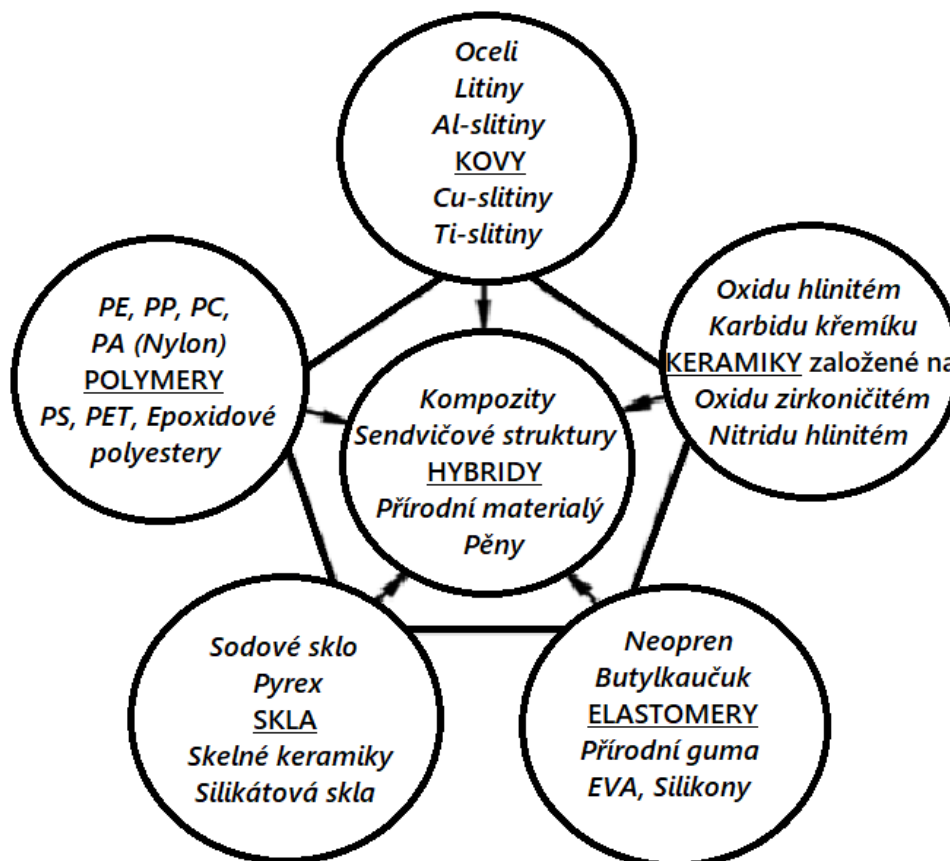 Oceli
Litiny
Al-slitiny
KOVY
Cu-slitiny
Ti-slitiny
PE, PP, PC,
PA (Nylon)
POLYMERY
PS, PET, Epoxidové
polyestery
Oxidu hlinitém
Karbidu křemíku
KERAMIKY založené na
Oxidu zirkoničitém
Nitridu hlinitém
Kompozity
Sendvičové struktury
HYBRIDY
Přírodní materialý
Pěny
Sodové sklo
Pyrex
SKLA
Skelné keramiky
Silikátová skla
Neopren
Butylkaučuk
ELASTOMERY
Přírodní guma
EVA, Silikony